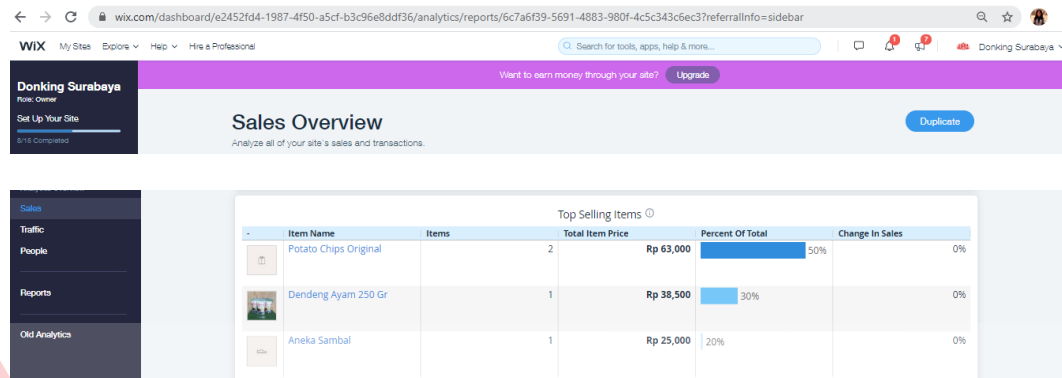 wix.com/dashboard/e2452fd4-1987-4f50-a5cf-b3c96e8ddf36/analytics/reports/6c7a6f39-5691-4883-980f-4c5c343c6ec3?referralInfo=sidebar
WiX My Sites Explore Help Hire a Professional Search for tools, apps, help & more... 1 7 Donking Surabaya
Want to earn money through your site? Upgrade
Donking Surabaya
Role: Owner
Set Up Your Site
5/15 Completed
Sales Overview Duplicate
Analyze all of your site's sales and transactions.
Sales
Traffic
People
Reports
Old Analytics
Top Selling Items
- Item Name Items Total Item Price Percent Of Total Change In Sales
Potato Chips Original 2 Rp 63,000 50% 0%
Dendeng Ayam 250 Gr 1 Rp 38,500 30% 0%
Aneka Sambal 1 Rp 25,000 20% 0%